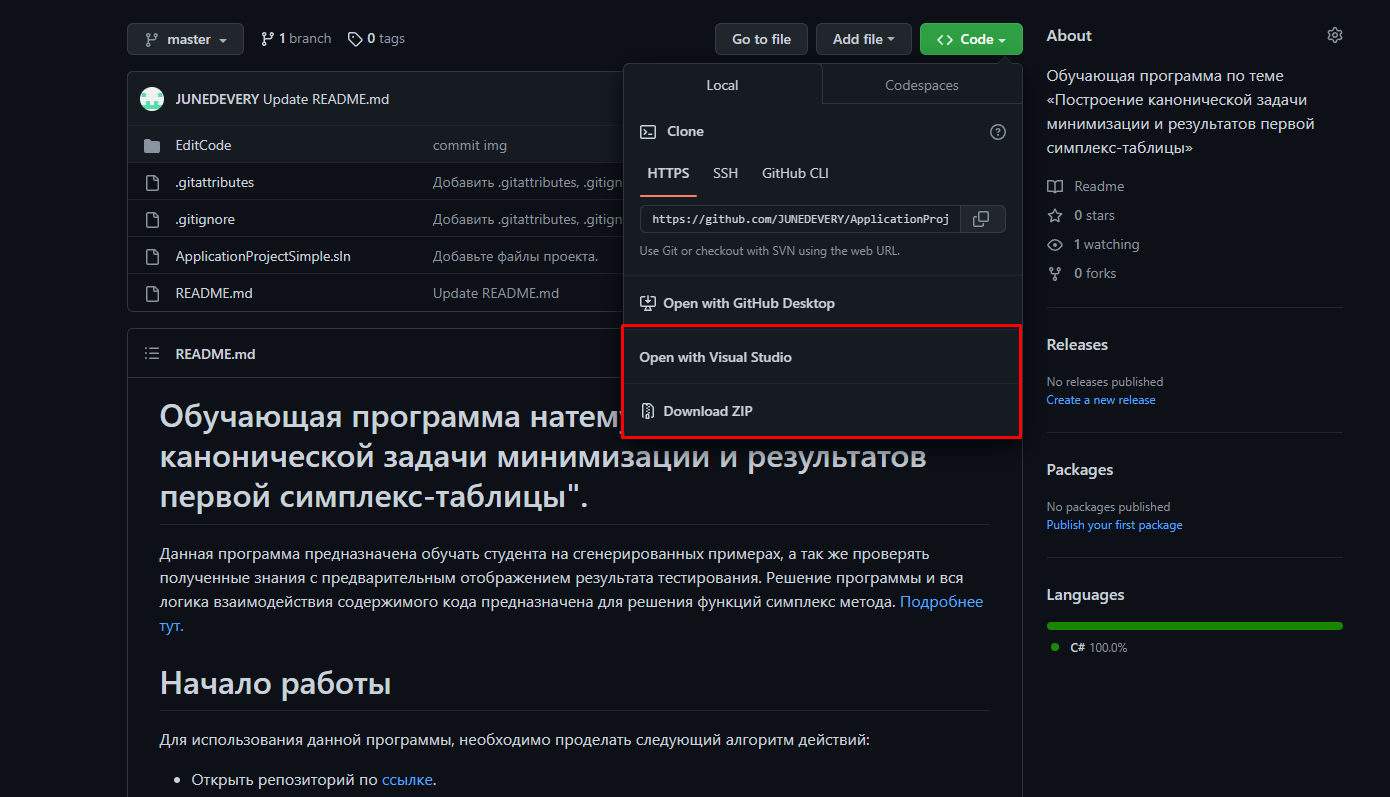 master
1 branch
0 tags
Go to file
Add file
Code
JUNEDEVERY Update README.md
EditCode
commit img
.gitattributes
Добавить .gitattributes, .gitign
.gitignore
Добавить .gitattributes, .gitign
ApplicationProjectSimple.sln
Добавьте файлы проекта.
README.md
Update README.md
Local
Codespaces
Clone
HTTPS
SSH
GitHub CLI
https://github.com/JUNEDEVERY/ApplicationProj
Use Git or checkout with SVN using the web URL.
Open with GitHub Desktop
Open with Visual Studio
Download ZIP
README.md
Обучающая программа натему
канонической задачи минимизации и результатов
первой симплекс-таблицы".
Данная программа предназначена обучать студента на сгенерированных примерах, а так же проверять
полученные знания с предварительным отображением результата тестирования. Решение программы и вся
логика взаимодействия содержимого кода предназначена для решения функций симплекс метода. Подробнее
тут.
Начало работы
Для использования данной программы, необходимо проделать следующий алгоритм действий:
• Открыть репозиторий по ссылке.
About
Обучающая программа по теме
«Построение канонической задачи
минимизации и результатов первой
симплекс-таблицы»
Readme
0 stars
1 watching
0 forks
Releases
No releases published
Create a new release
Packages
No packages published
Publish your first package
Languages
C# 100.0%